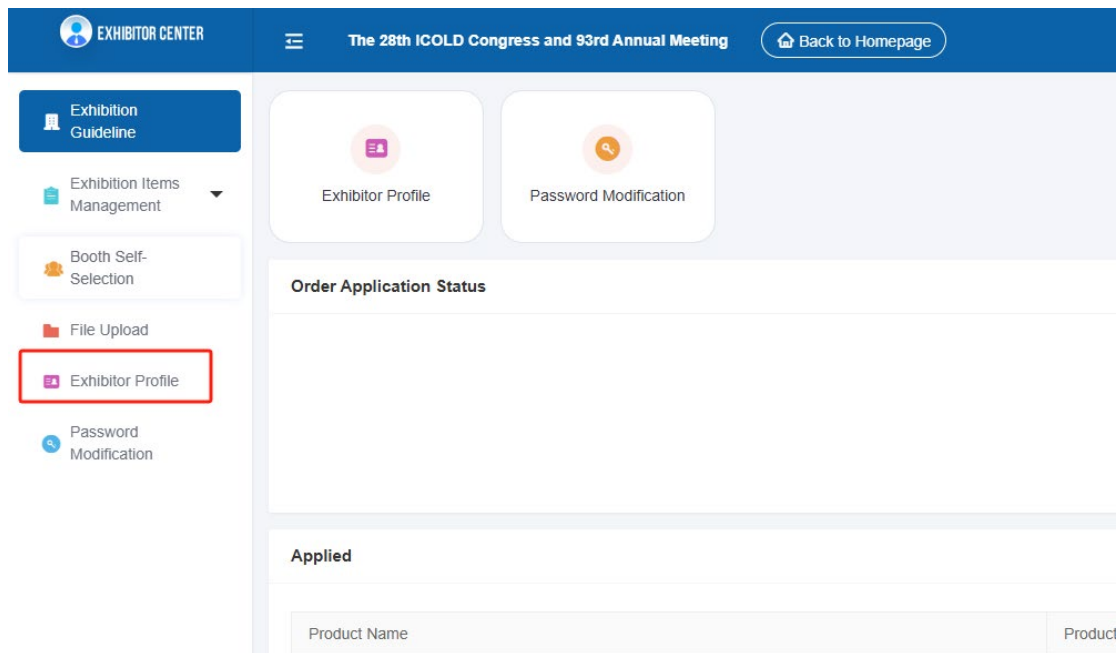 EXHIBITOR CENTER
The 28th ICOLD Congress and 93rd Annual Meeting
Back to Homepage
Exhibition
Guideline
Exhibition Items
Management
Booth Self-
Selection
File Upload
Exhibitor Profile
Password
Modification
Exhibitor Profile
Password Modification
Order Application Status
Applied
Product Name
Product